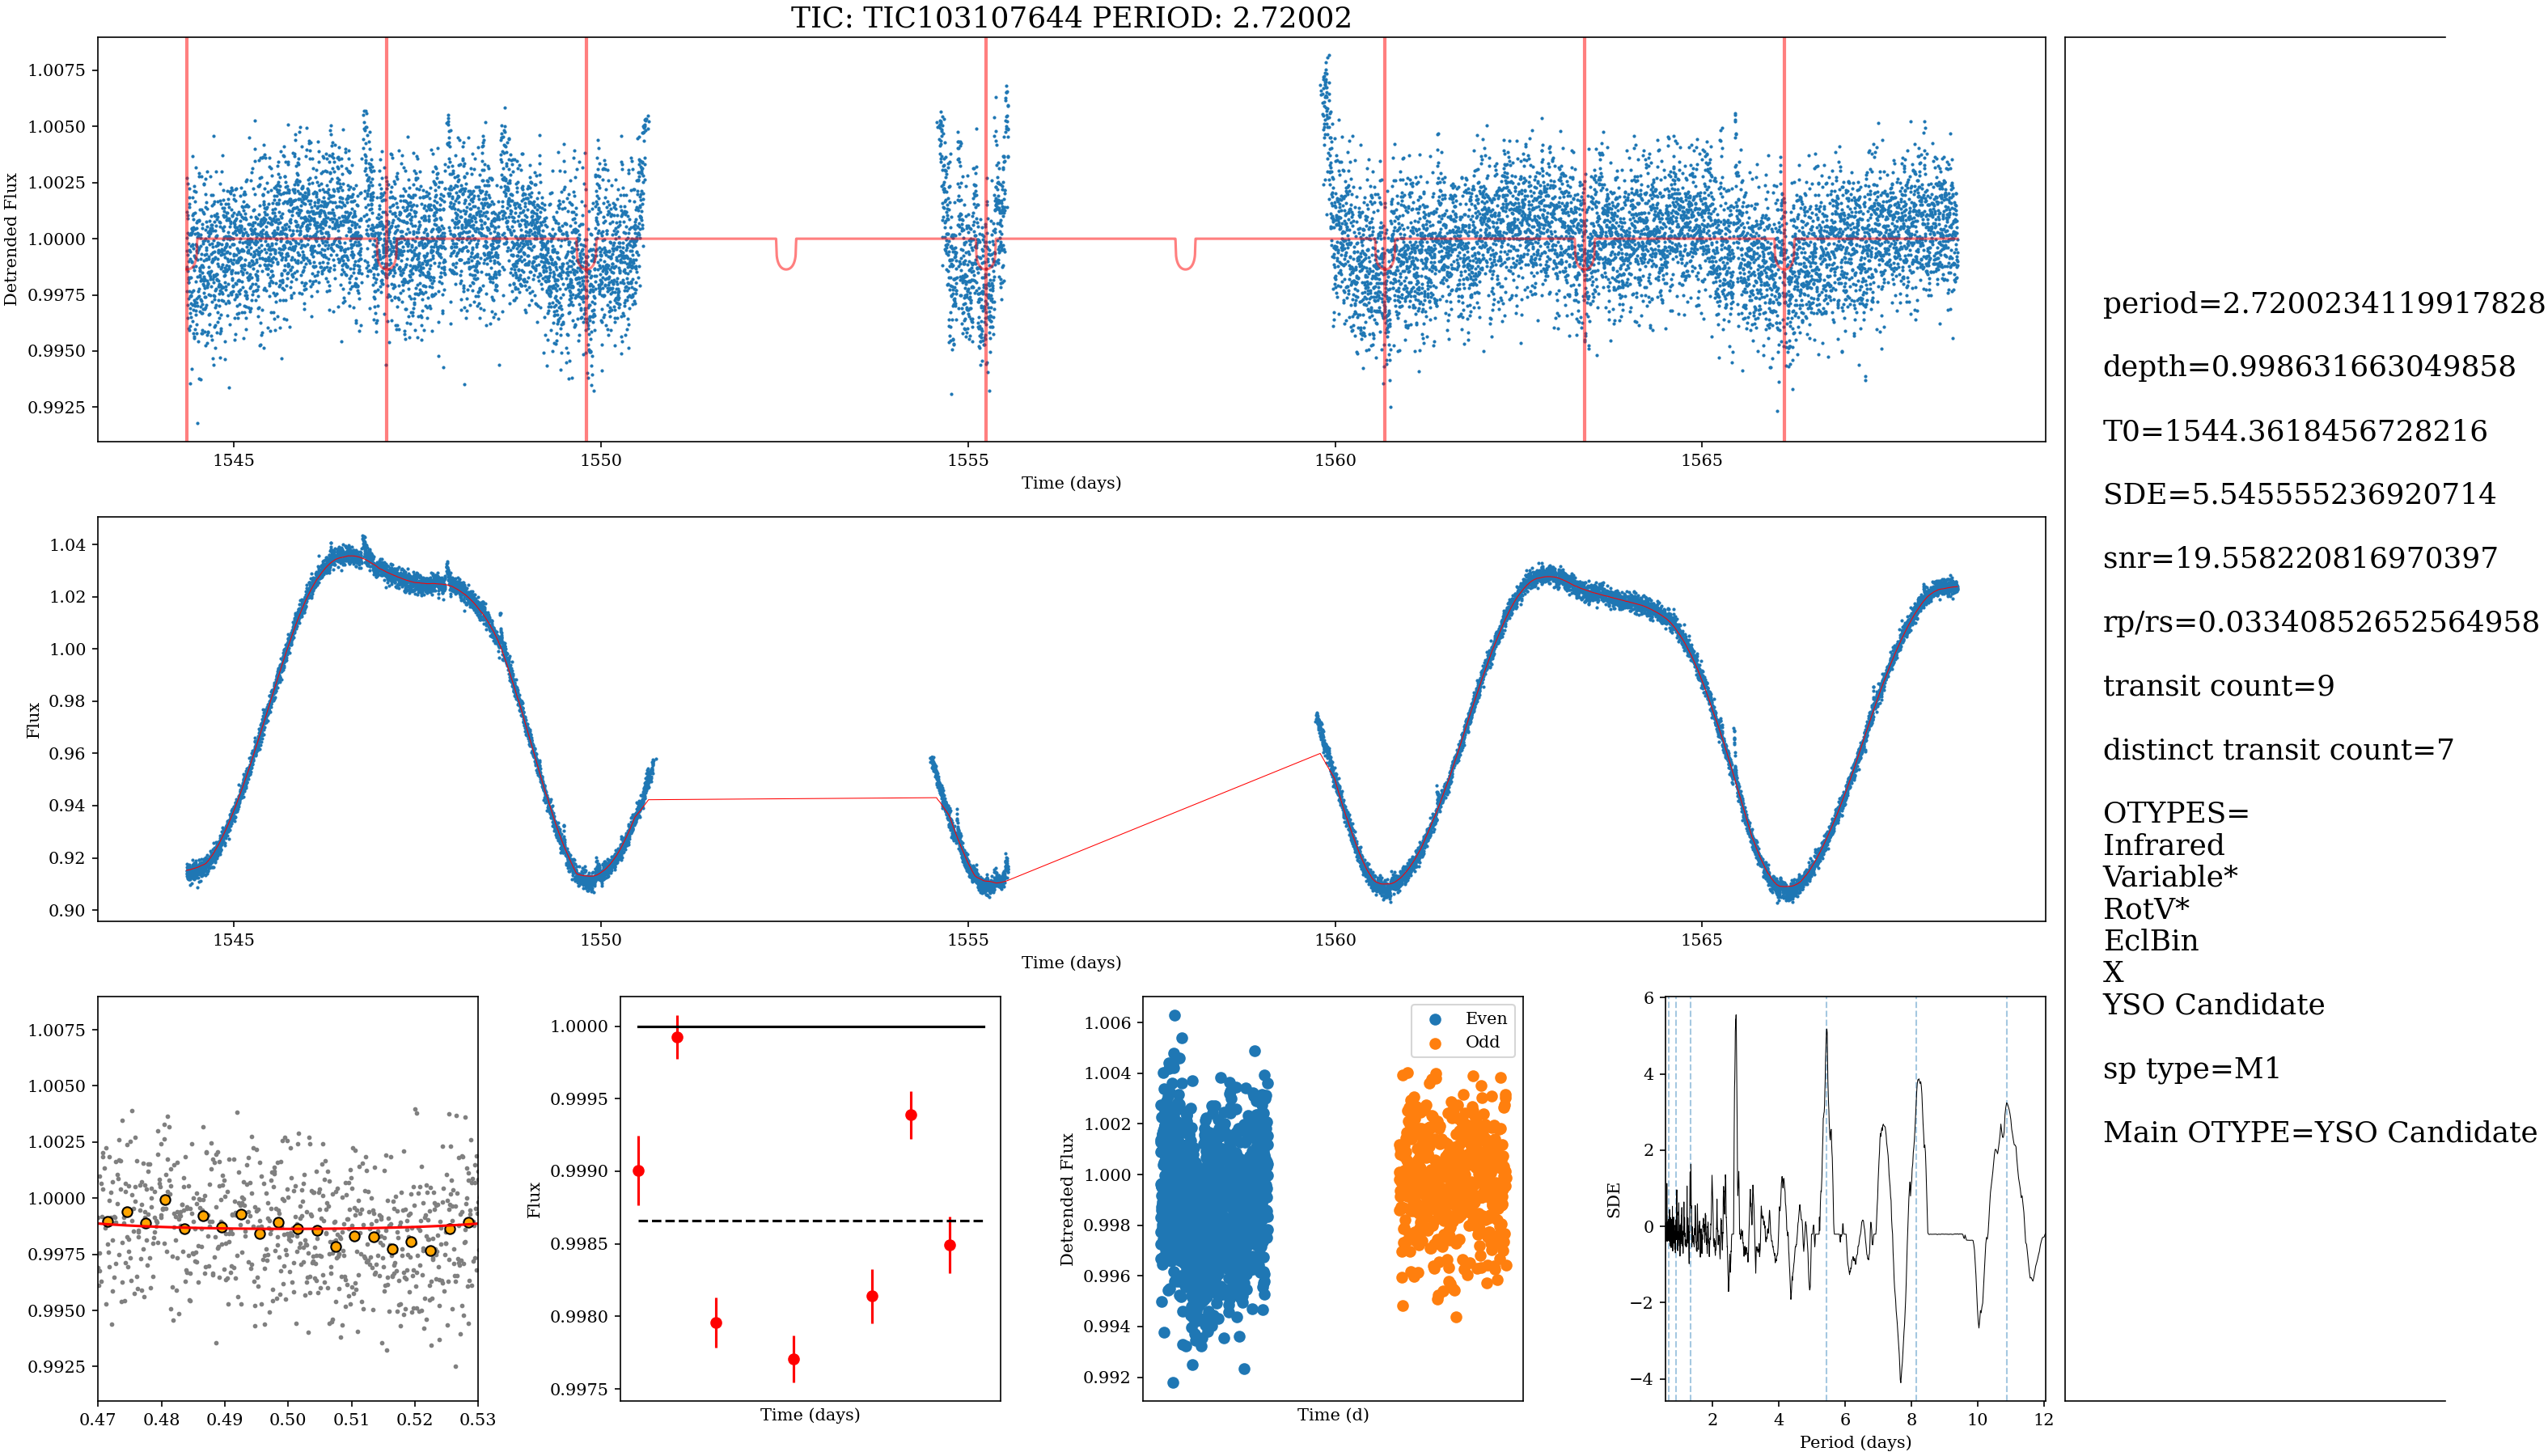 TIC: TIC103107644 PERIOD: 2.72002
1.0075
1.0050
1.0025
1.0000
0.9975
0.9950
0.9925
Detrended Flux
1545
1550
1555
1560
1565
Time (days)
1.04
1.02
1.00
0.98
0.96
0.94
0.92
0.90
Flux
1545
1550
1555
1560
1565
Time (days)
1.0075
1.0050
1.0025
1.0000
0.9975
0.9950
0.9925
0.47
0.48
0.49
0.50
0.51
0.52
0.53
1.0000
0.9995
0.9990
0.9985
0.9980
0.9975
Flux
Time (days)
1.006
1.004
1.002
1.000
0.998
0.996
0.994
0.992
Detrended Flux
Even
Odd
Time (d)
6
4
2
0
−2
−4
SDE
2
4
6
8
10
12
Period (days)
period=2.7200234119917828
depth=0.998631663049858
T0=1544.3618456728216
SDE=5.545555236920714
snr=19.558220816970397
rp/rs=0.03340852652564958
transit count=9
distinct transit count=7
OTYPES=
Infrared
Variable*
RotV*
EclBin
X
YSO Candidate
sp type=M1
Main OTYPE=YSO Candidate